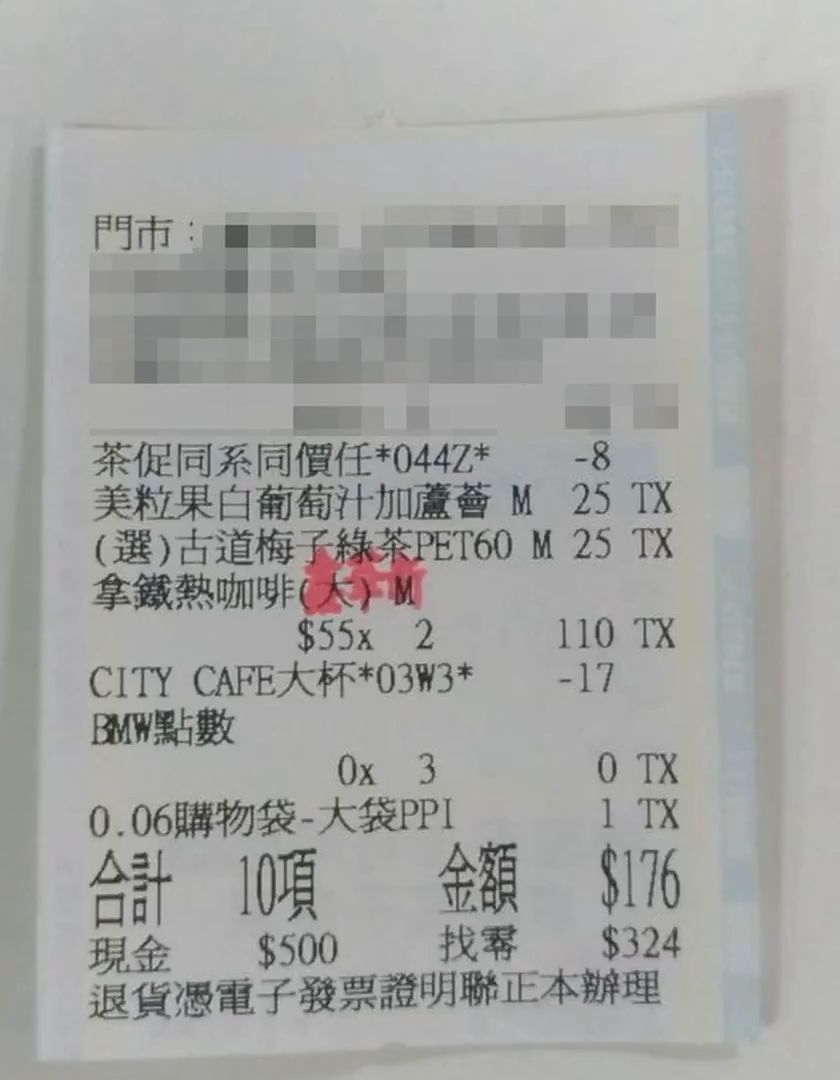 門市：
茶促同系同價任*044Z* -8
美粒果白葡萄汁加蘆薈 M 25 TX
(選)古道梅子綠茶PET60 M 25 TX
拿鐵熱咖啡(大) M
$55x 2 110 TX
CITY CAFE大杯*03W3* -17
BMW點數
0x 3 0 TX
0.06購物袋-大袋PPI 1 TX
合計 10項 金額 $176
現金 $500 找零 $324
退貨憑電子發票證明聯正本辦理